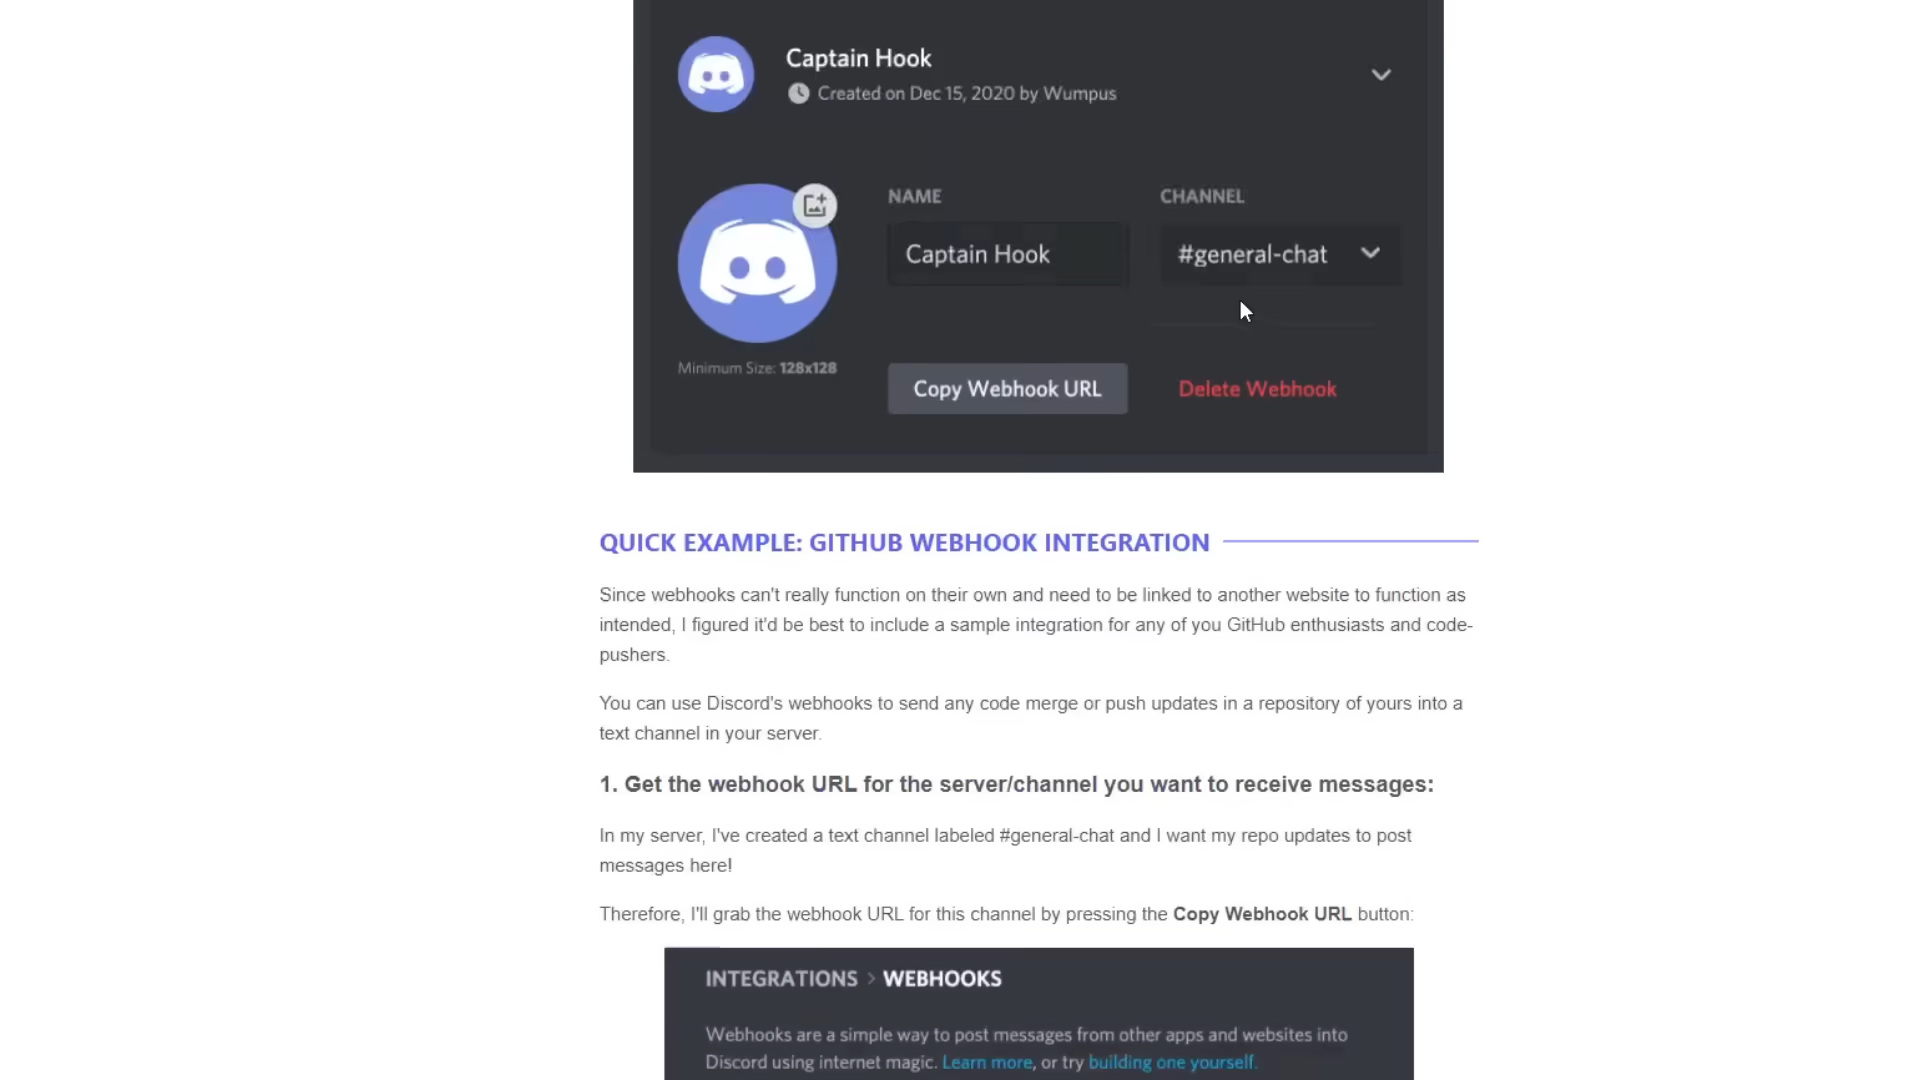 Captain Hook
Created on Dec 15, 2020 by Wumpus
NAME
CHANNEL
Captain Hook
#general-chat
Minimum Size: 128x128
Copy Webhook URL
Delete Webhook
QUICK EXAMPLE: GITHUB WEBHOOK INTEGRATION
Since webhooks can't really function on their own and need to be linked to another website to function as
intended, I figured it'd be best to include a sample integration for any of you GitHub enthusiasts and code-
pushers.
You can use Discord's webhooks to send any code merge or push updates in a repository of yours into a
text channel in your server.
1. Get the webhook URL for the server/channel you want to receive messages:
In my server, I've created a text channel labeled #general-chat and I want my repo updates to post
messages here!
Therefore, I'll grab the webhook URL for this channel by pressing the Copy Webhook URL button:
INTEGRATIONS > WEBHOOKS
Webhooks are a simple way to post messages from other apps and websites into
Discord using internet magic. Learn more, or try building one yourself.